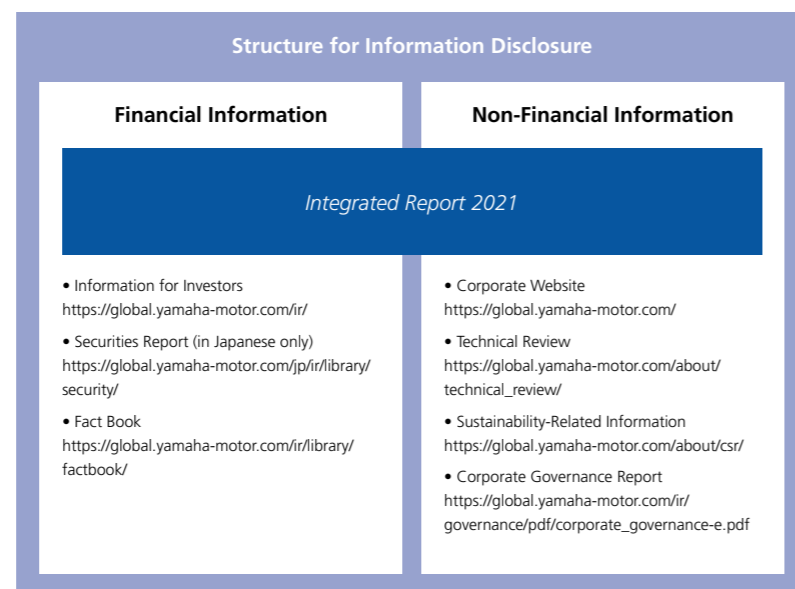 Structure for Information Disclosure
Financial Information
Non-Financial Information
Integrated Report 2021
• Information for Investors
https://global.yamaha-motor.com/ir/
• Securities Report (in Japanese only)
https://global.yamaha-motor.com/jp/ir/library/
security/
• Fact Book
https://global.yamaha-motor.com/ir/library/
factbook/
• Corporate Website
https://global.yamaha-motor.com/
• Technical Review
https://global.yamaha-motor.com/about/
technical_review/
• Sustainability-Related Information
https://global.yamaha-motor.com/about/csr/
• Corporate Governance Report
https://global.yamaha-motor.com/ir/
governance/pdf/corporate_governance-e.pdf